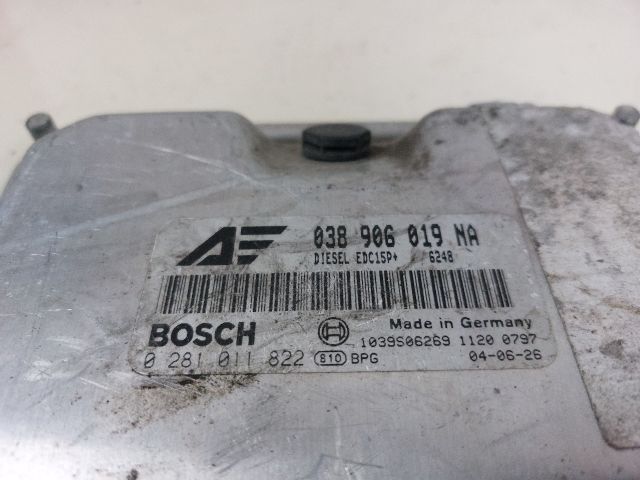 AE 038 906 019 NA
DIESEL EDC15P+ 6248
BOSCH Made in Germany
0 281 011 822 810 BPG 1039S06269 1120 0797 04-06-26